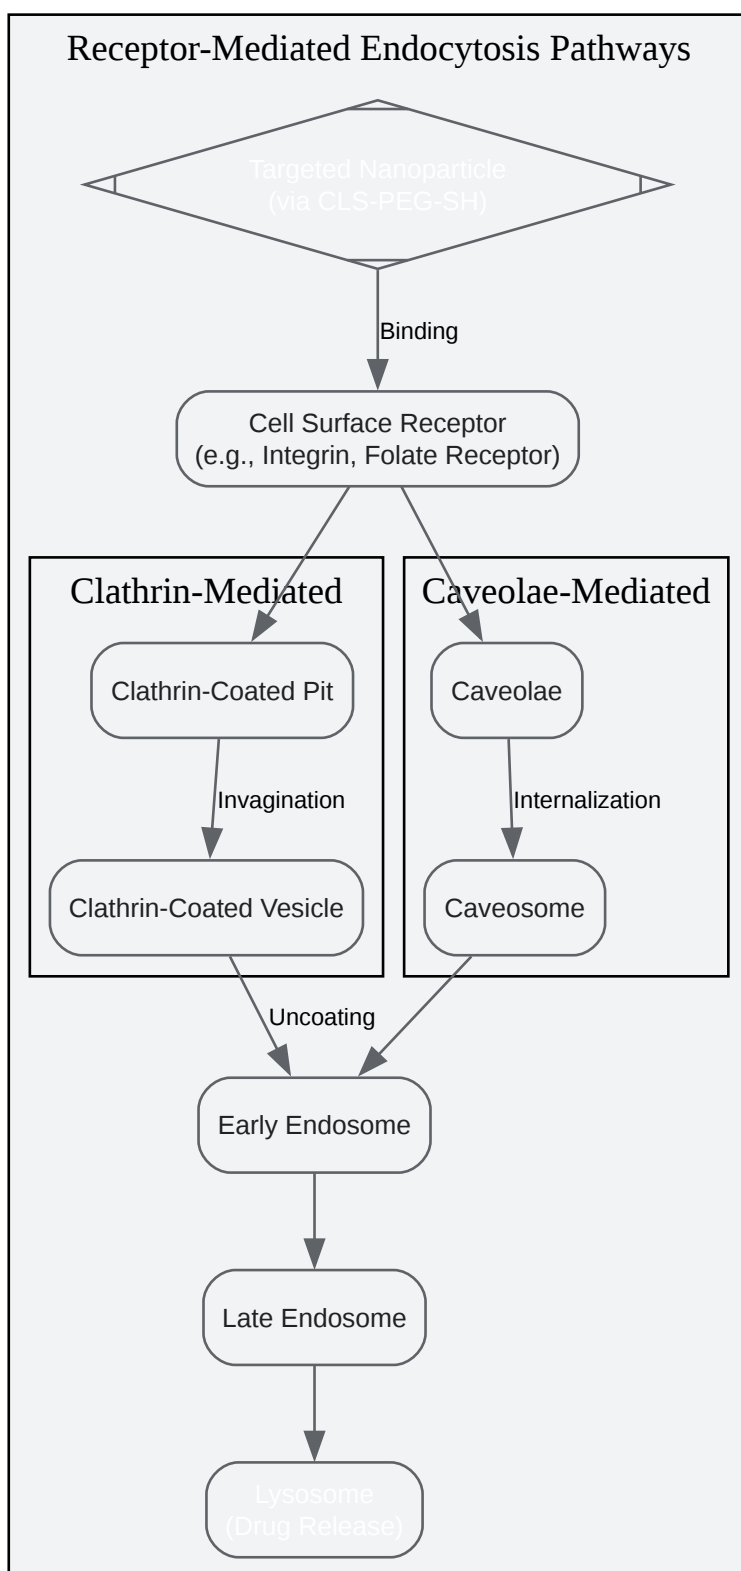 Receptor-Mediated Endocytosis Pathways
Targeted Nanoparticle
(via CLS-PEG-SH)
Binding
Cell Surface Receptor
(e.g., Integrin, Folate Receptor)
Clathrin-Mediated
Caveolae-Mediated
Clathrin-Coated Pit
Caveolae
Invagination
Internalization
Clathrin-Coated Vesicle
Caveosome
Uncoating
Early Endosome
Late Endosome
Lysosome
(Drug Release)